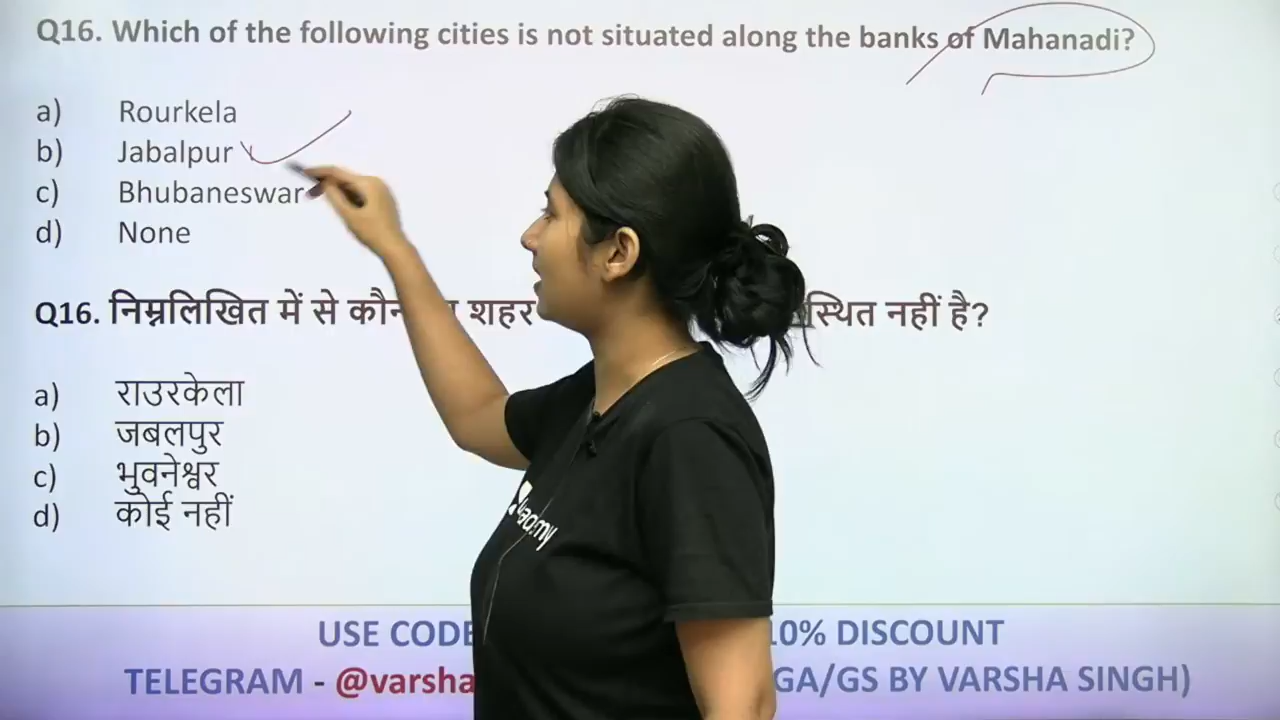 Q16. Which of the following cities is not situated along the banks of Mahanadi?
a) Rourkela
b) Jabalpur
c) Bhubaneswar
d) None
Q16. निम्नलिखित में से शहर स्थित नहीं है?
a) राउरकेला
b) जबलपुर
c) भुवनेश्वर
d) कोई नहीं
USE CODE 10% DISCOUNT
TELEGRAM - @varsha GA/GS BY VARSHA SINGH)